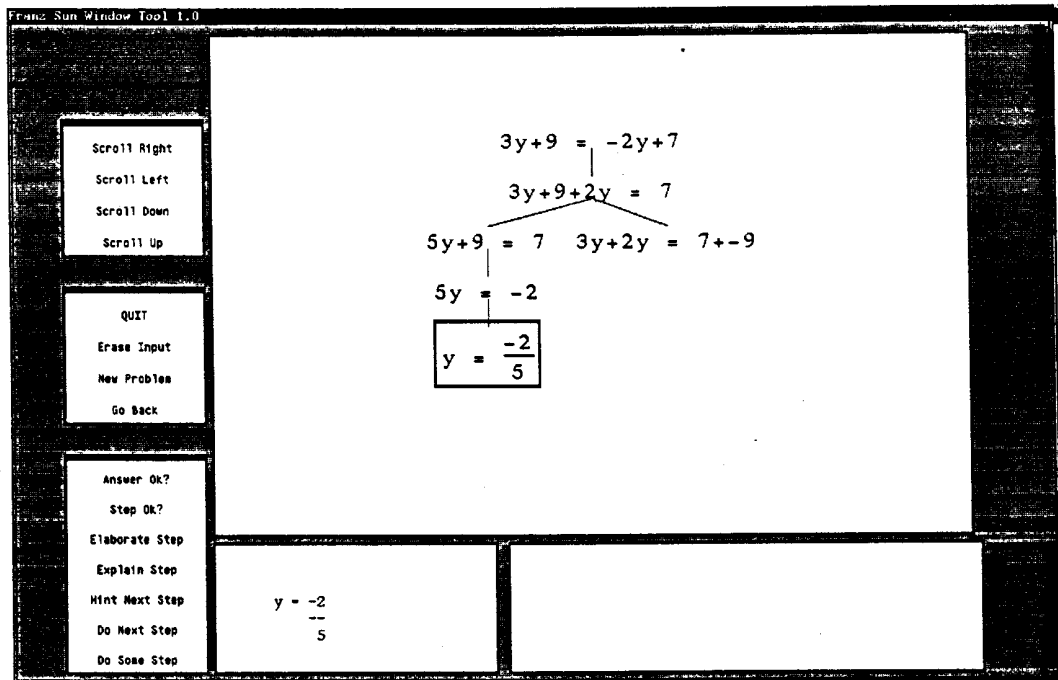 Franz Sun Window Tool 1.0
Scroll Right
Scroll Left
Scroll Down
Scroll Up
QUIT
Erase Input
New Problem
Go Back
Answer Ok?
Step Ok?
Elaborate Step
Explain Step
Hint Next Step
Do Next Step
Do Some Step
3y+9 = -2y+7
3y+9+2y = 7
5y+9 = 7 3y+2y = 7+-9
5y = -2
y = -2
5
y = -2
--
5